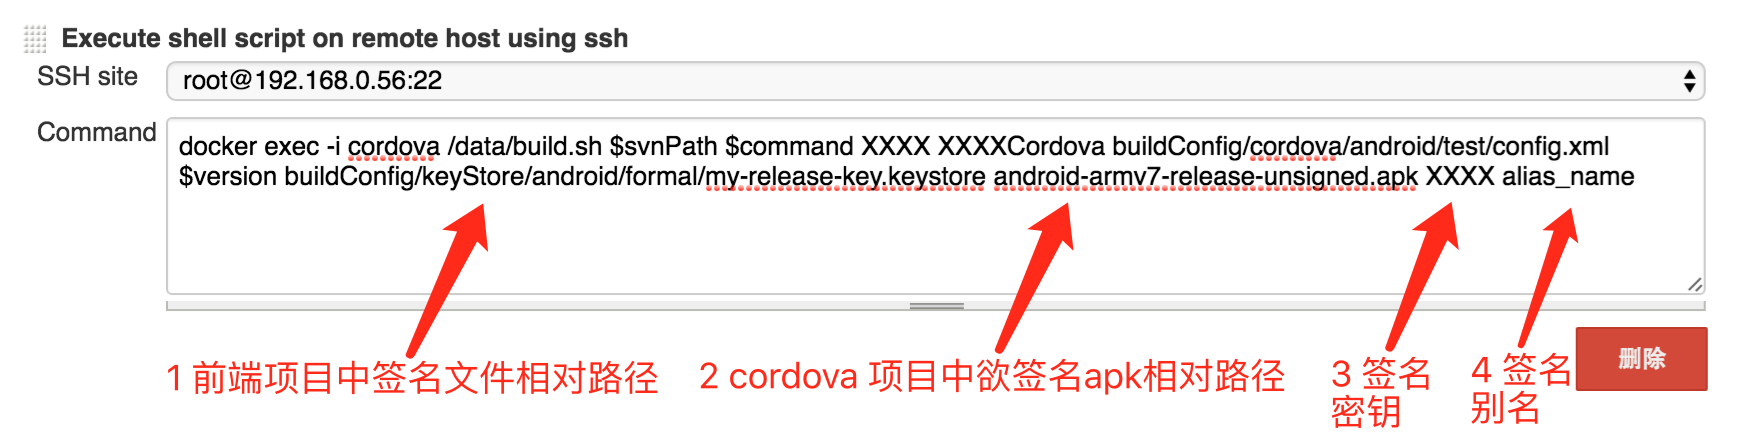 Execute shell script on remote host using ssh
SSH site
root@192.168.0.56:22
Command
docker exec -i cordova /data/build.sh $svnPath $command XXXX XXXXCordova buildConfig/cordova/android/test/config.xml
$version buildConfig/keyStore/android/formal/my-release-key.keystore android-armv7-release-unsigned.apk XXXX alias_name
1 前端项目中签名文件相对路径
2 cordova 项目中欲签名apk相对路径
3 签名
密钥
4 签名
别名
删除